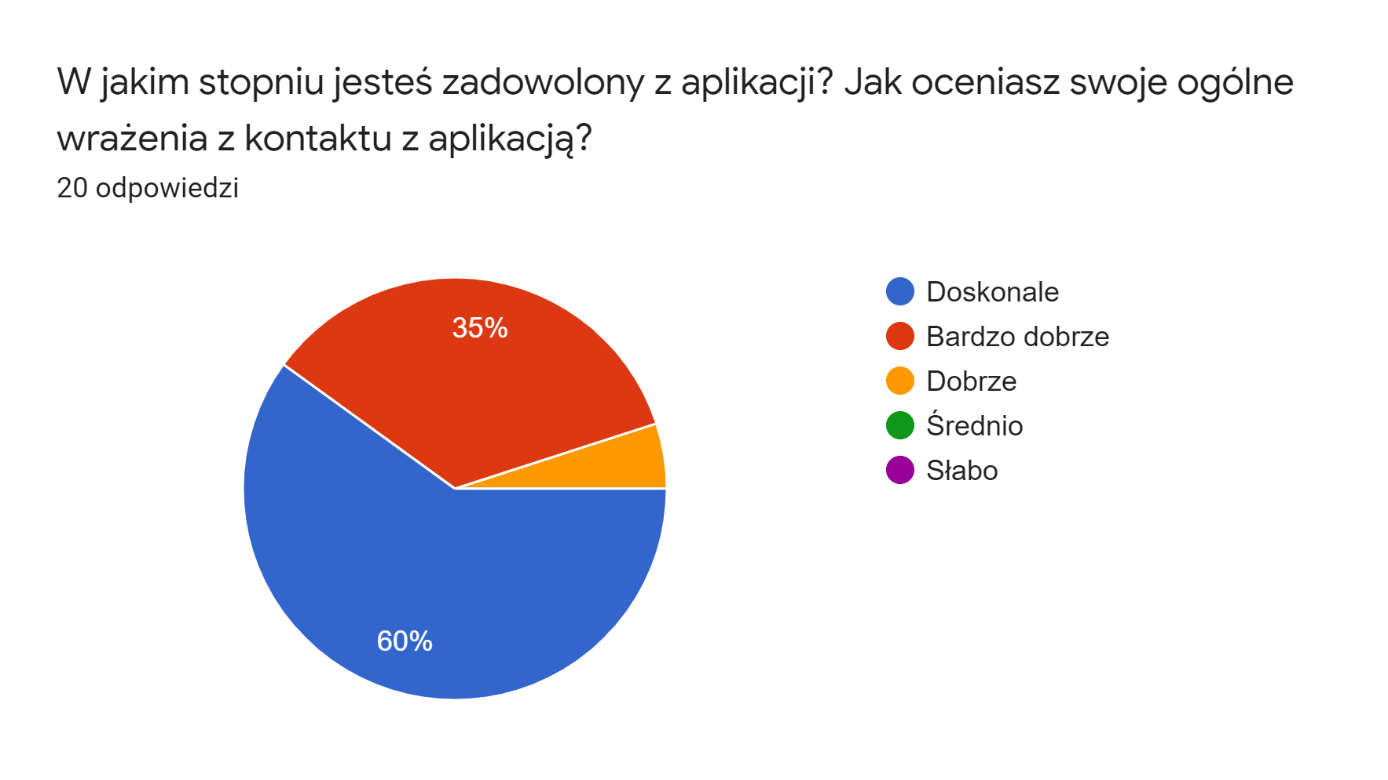 W jakim stopniu jesteś zadowolony z aplikacji? Jak oceniasz swoje ogólne
wrażenia z kontaktu z aplikacją?
20 odpowiedzi
35%
60%
Doskonale
Bardzo dobrze
Dobrze
Średnio
Słabo